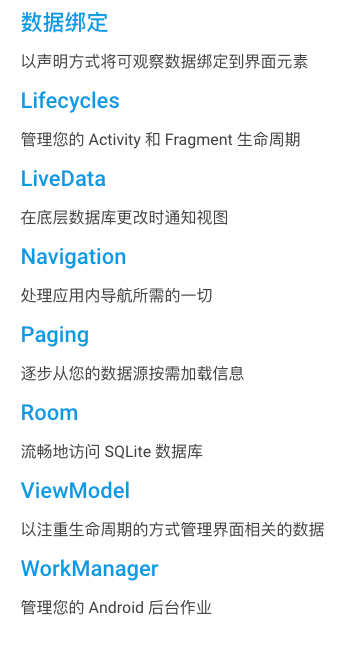 数据绑定
以声明方式将可观察数据绑定到界面元素
Lifecycles
管理您的 Activity 和 Fragment 生命周期
LiveData
在底层数据库更改时通知视图
Navigation
处理应用内导航所需的一切
Paging
逐步从您的数据源按需加载信息
Room
流畅地访问 SQLite 数据库
ViewModel
以注重生命周期的方式管理界面相关的数据
WorkManager
管理您的 Android 后台作业